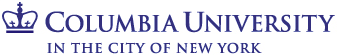 COLUMBIA UNIVERSITY
IN THE CITY OF NEW YORK